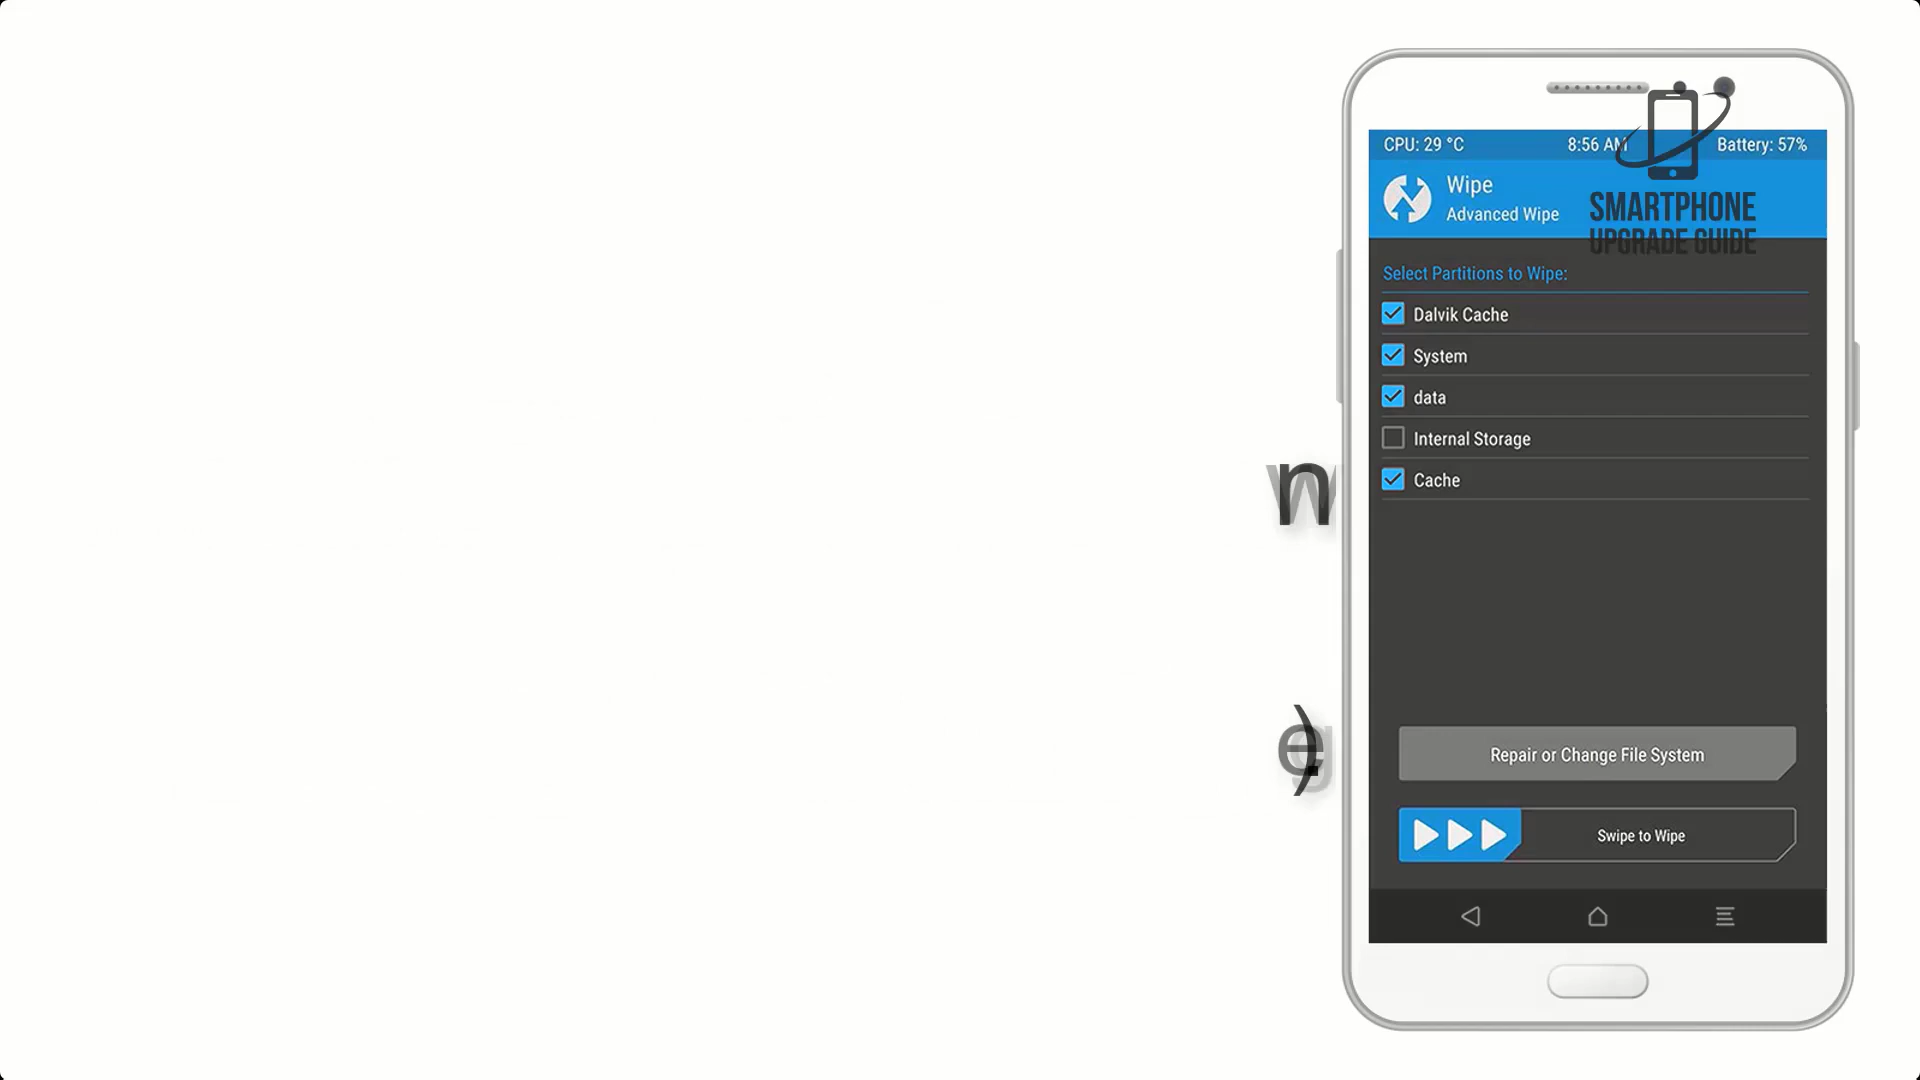 CPU: 29 °C 8:56 AM Battery: 57%
Wipe
Advanced Wipe
SMARTPHONE
UPGRADE GUIDE
Select Partitions to Wipe:
Dalvik Cache
System
data
Internal Storage
Cache
Repair or Change File System
Swipe to Wipe